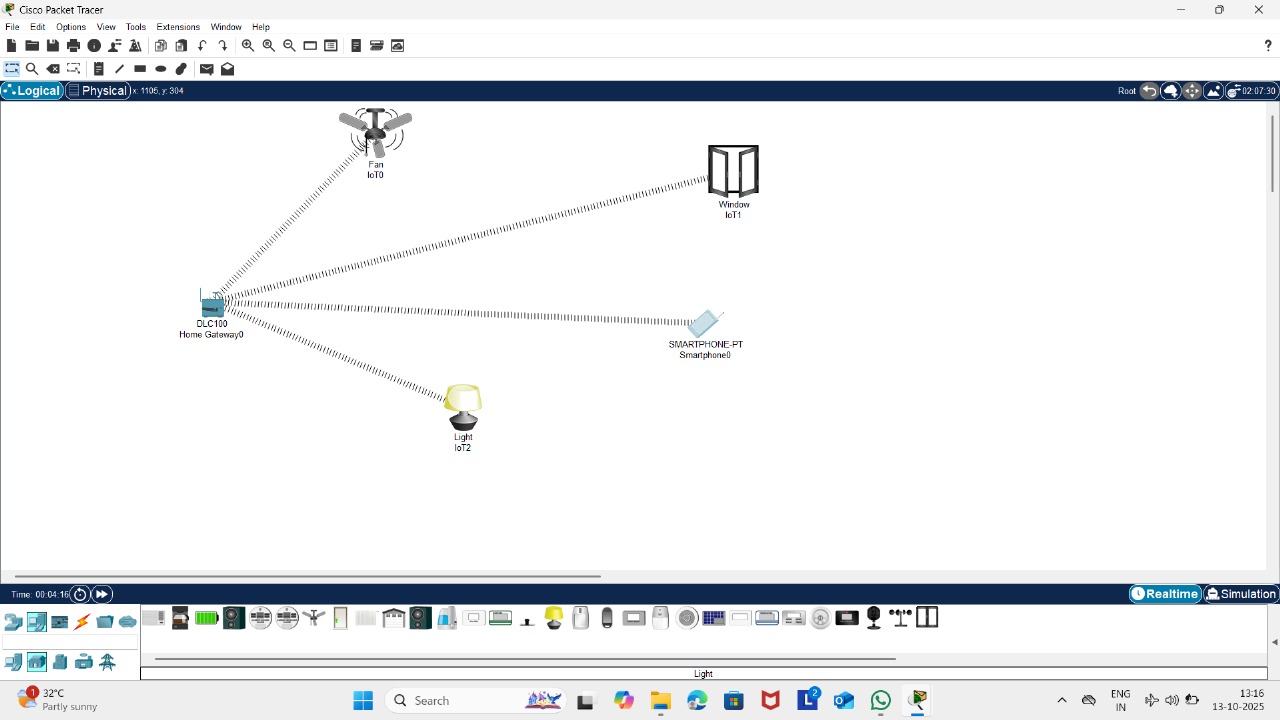 Cisco Packet Tracer
File Edit Options View Tools Extensions Window Help
?
Logical Physical x: 1105, y: 304 Root 02:07:30
Fan
IoT0
Window
IoT1
DLC100
Home Gateway0
SMARTPHONE-PT
Smartphone0
Light
IoT2
Time: 00:04:16 Realtime Simulation
Light
1 32°C
Partly sunny
Search
2
ENG
IN
13:16
13-10-2025